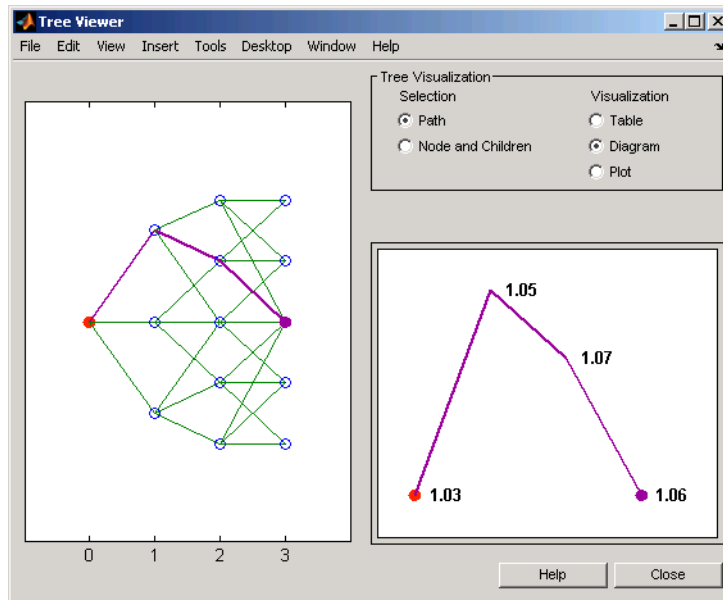 Tree Viewer
File Edit View Insert Tools Desktop Window Help
Tree Visualization
Selection Visualization
Path Table
Node and Children Diagram
Plot
1.05
1.07
1.03 1.06
0 1 2 3
Help Close